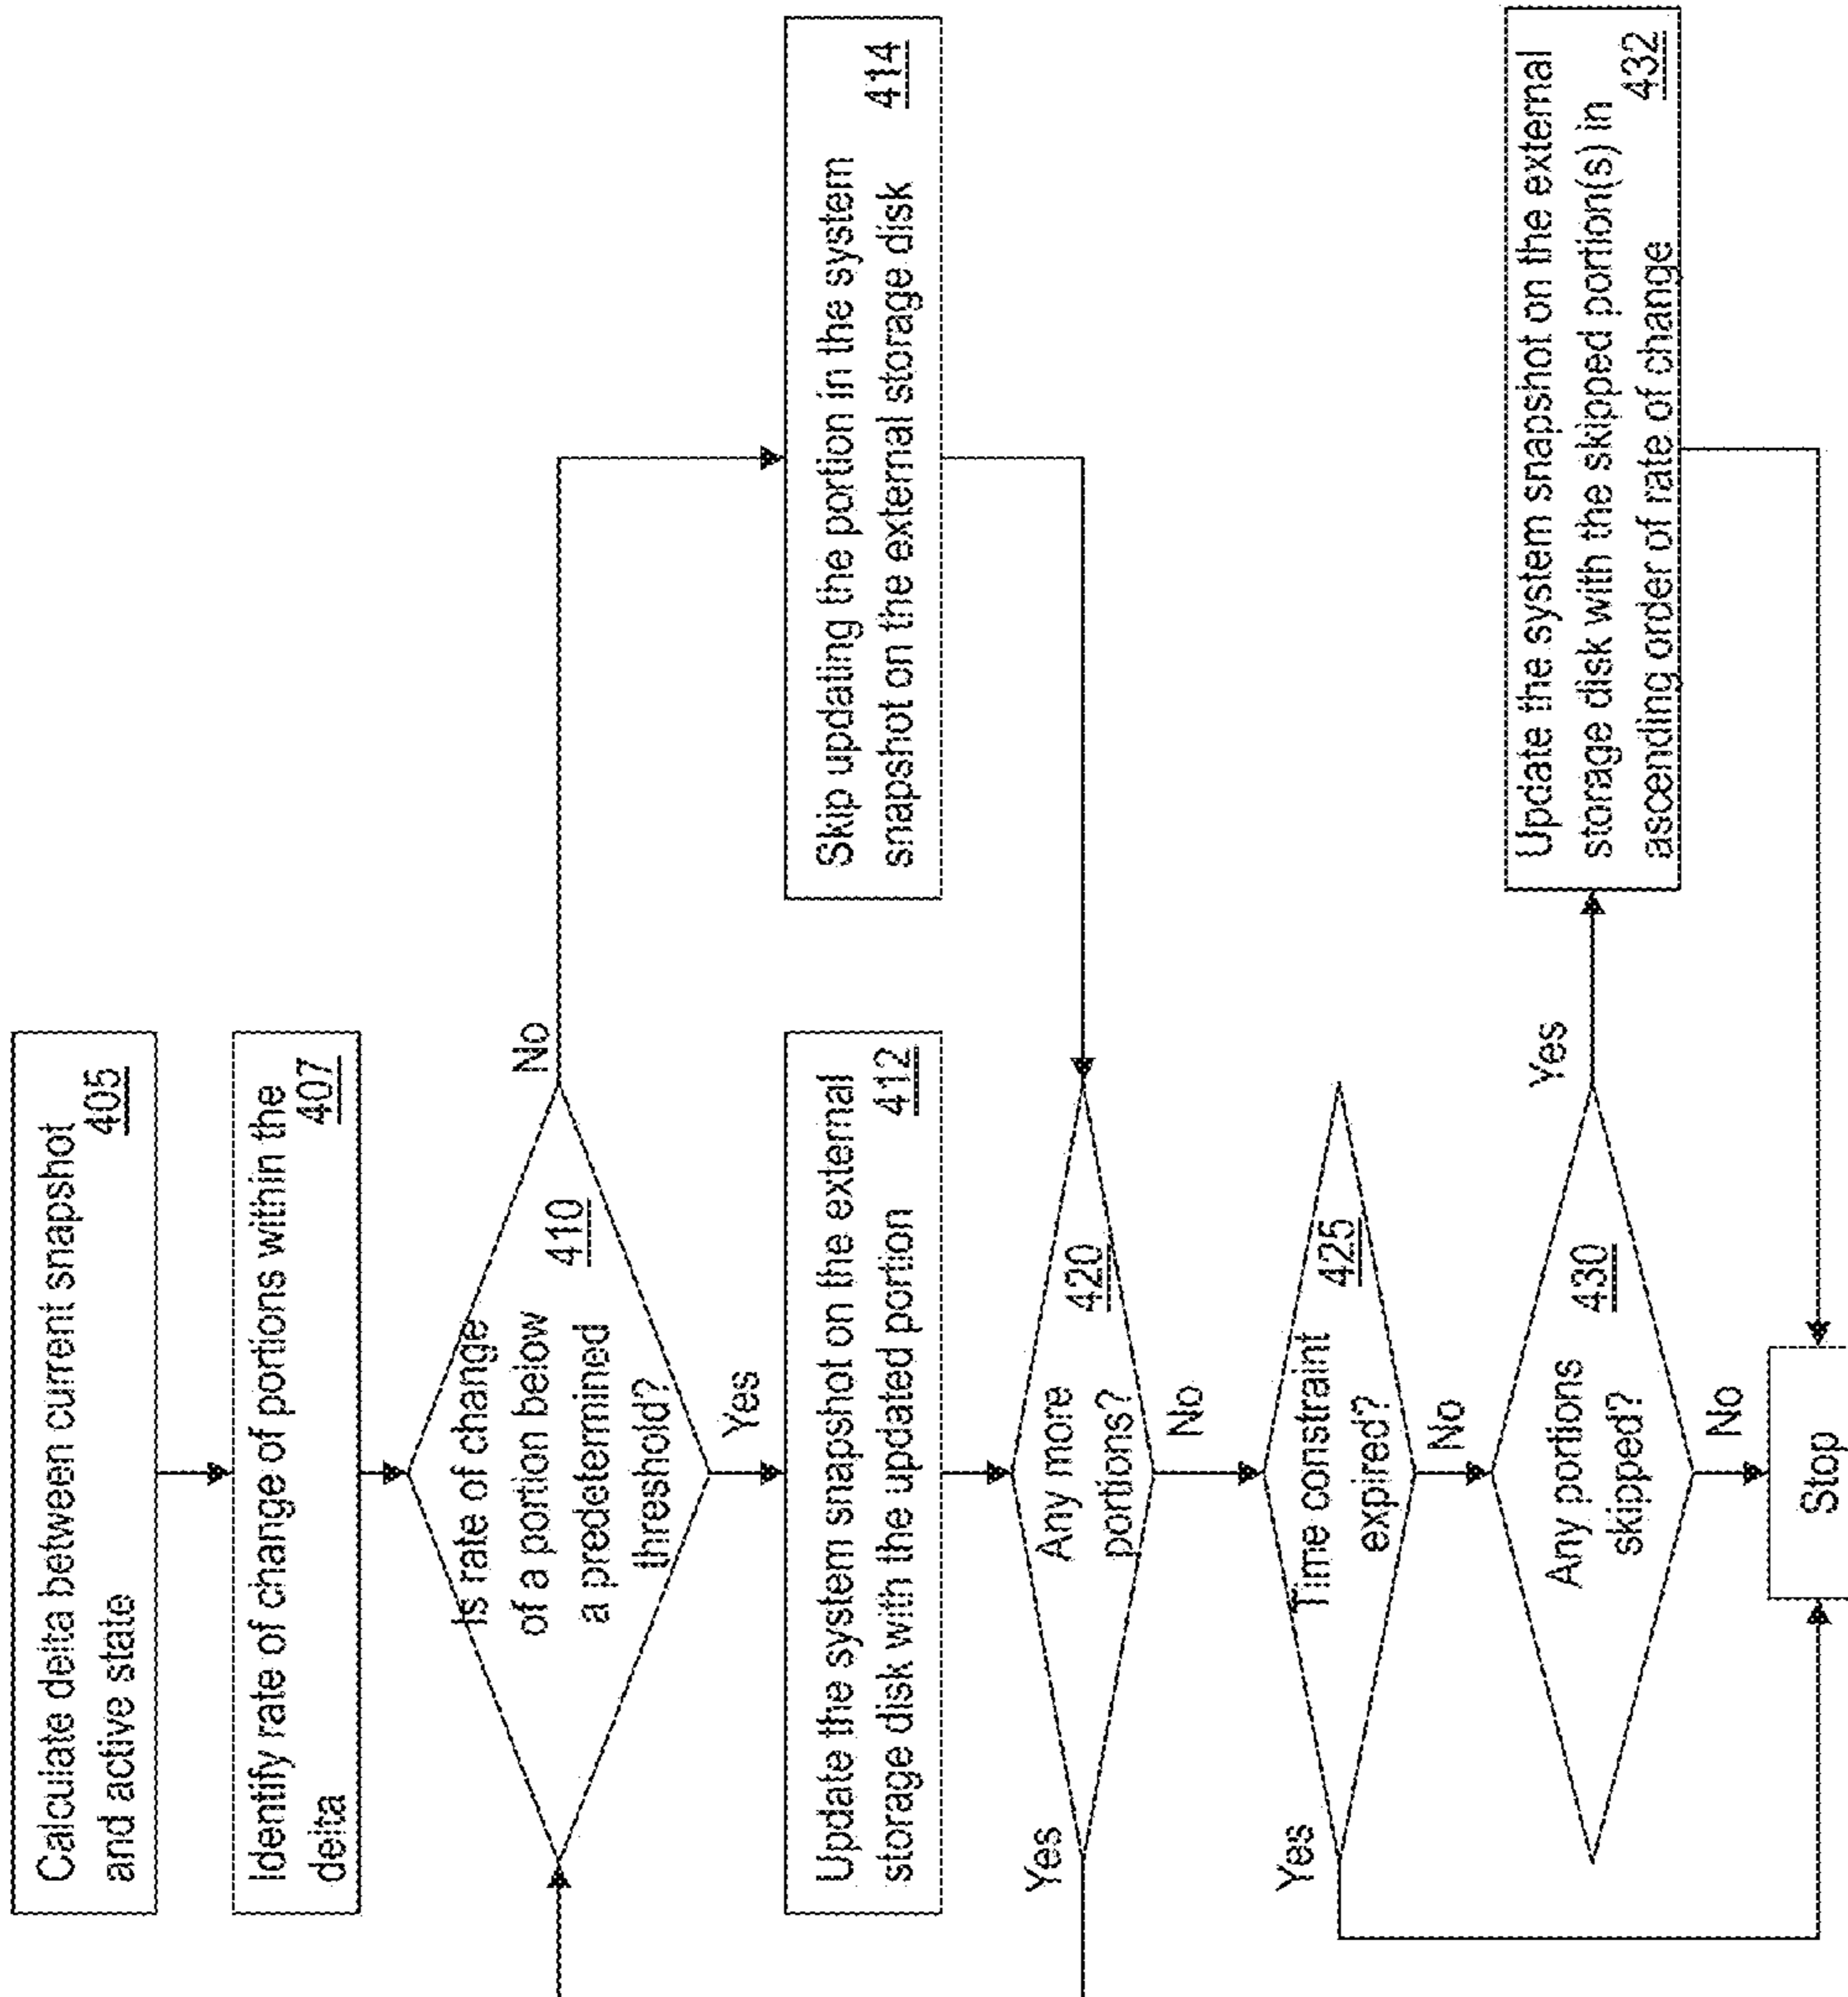 Calculate delta between current snapshot
and active state 405
Identify rate of change of portions within the
delta 407
Is rate of change
of a portion below
a predetermined
threshold?
410
No
Yes
Update the system snapshot on the external
storage disk with the updated portion 412
Skip updating the portion in the system
snapshot on the external storage disk 414
Any more
portions?
420
Yes
No
Time constraint
expired?
425
Yes
No
Any portions
skipped?
430
Yes
No
Update the system snapshot on the external
storage disk with the skipped portion(s) in
ascending order of rate of change 432
Stop